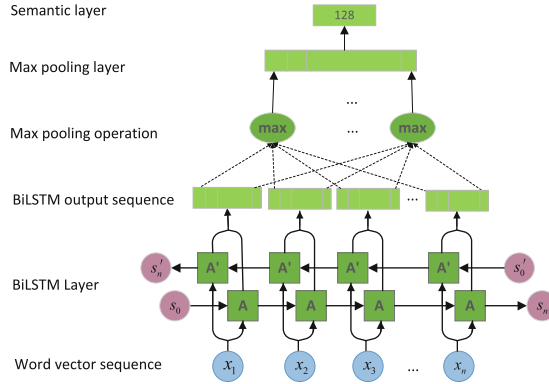 Semantic layer 128
Max pooling layer
...
Max pooling operation max ... max
BiLSTM output sequence ...
s'n A' A' A' A' s'0
BiLSTM Layer
s0 A A A A sn
Word vector sequence x1 x2 x3 ... xn